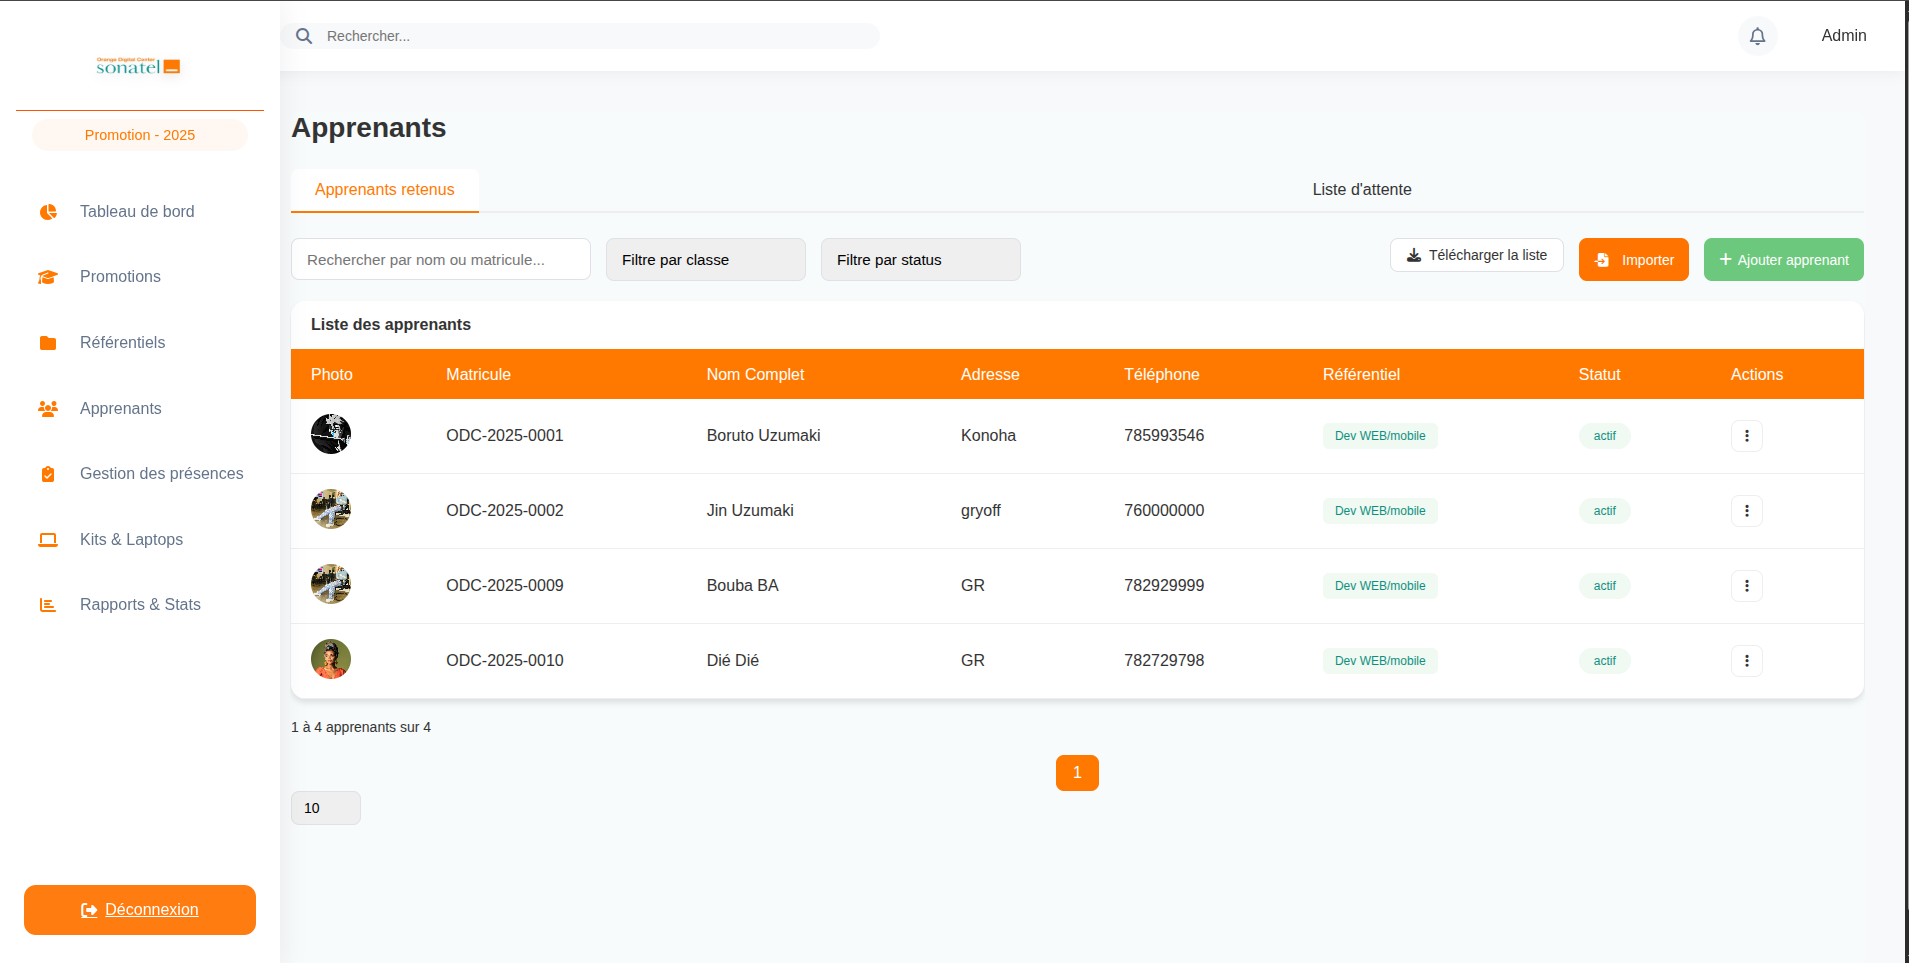 Orange Digital Center
sonatel
Promotion - 2025
Tableau de bord
Promotions
Référentiels
Apprenants
Gestion des présences
Kits & Laptops
Rapports & Stats
Déconnexion
Rechercher...
Admin
Apprenants
Apprenants retenus
Liste d'attente
Rechercher par nom ou matricule...
Filtre par classe
Filtre par status
Télécharger la liste
Importer
Ajouter apprenant
Liste des apprenants
Photo Matricule Nom Complet Adresse Téléphone Référentiel Statut Actions
ODC-2025-0001 Boruto Uzumaki Konoha 785993546 Dev WEB/mobile actif
ODC-2025-0002 Jin Uzumaki gryoff 760000000 Dev WEB/mobile actif
ODC-2025-0009 Bouba BA GR 782929999 Dev WEB/mobile actif
ODC-2025-0010 Dié Dié GR 782729798 Dev WEB/mobile actif
1 à 4 apprenants sur 4
1
10